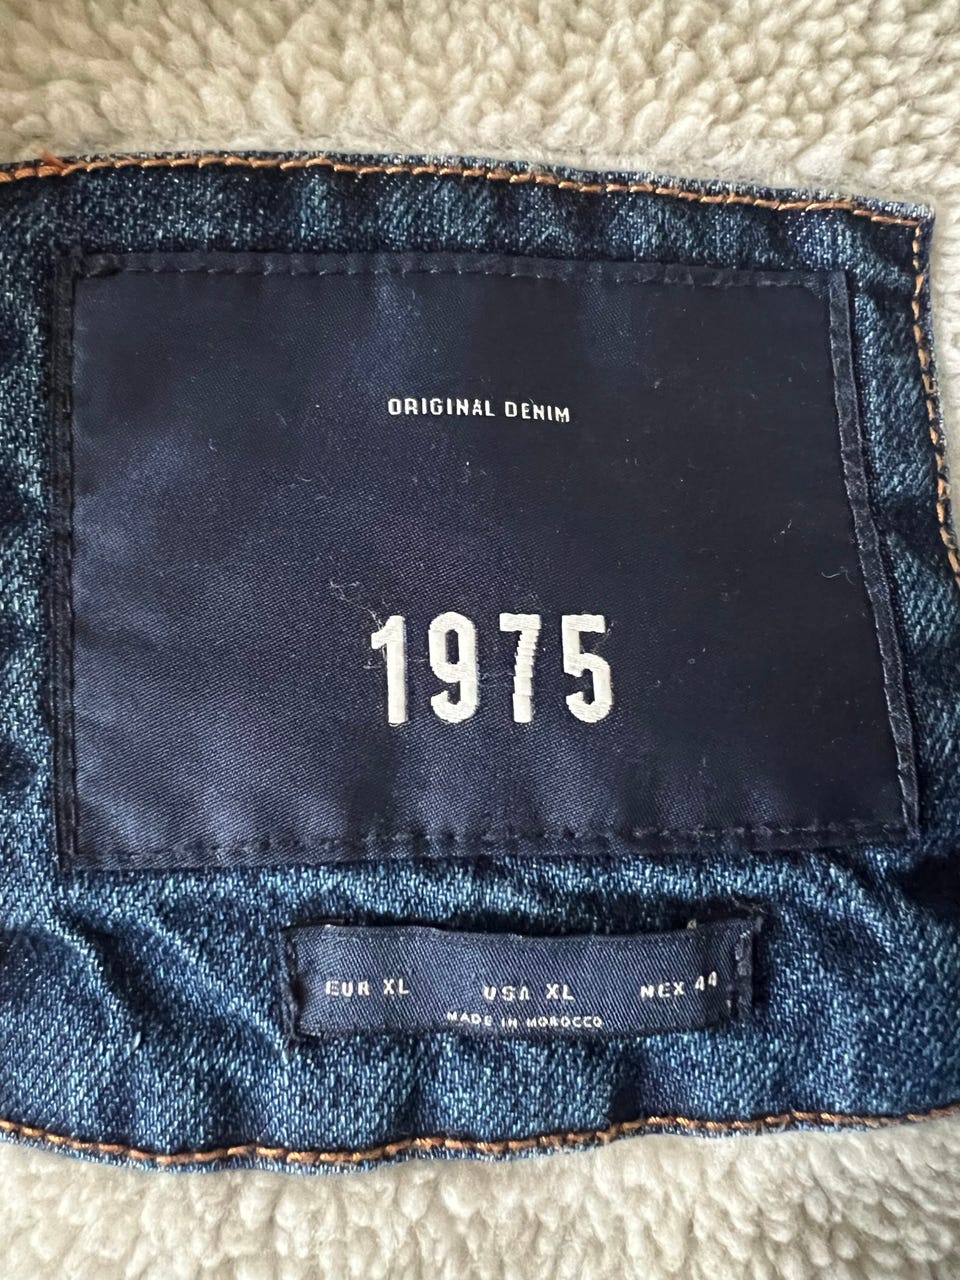 ORIGINAL DENIM
1975
EUR XL USA XL MEX 44
MADE IN MOROCCO